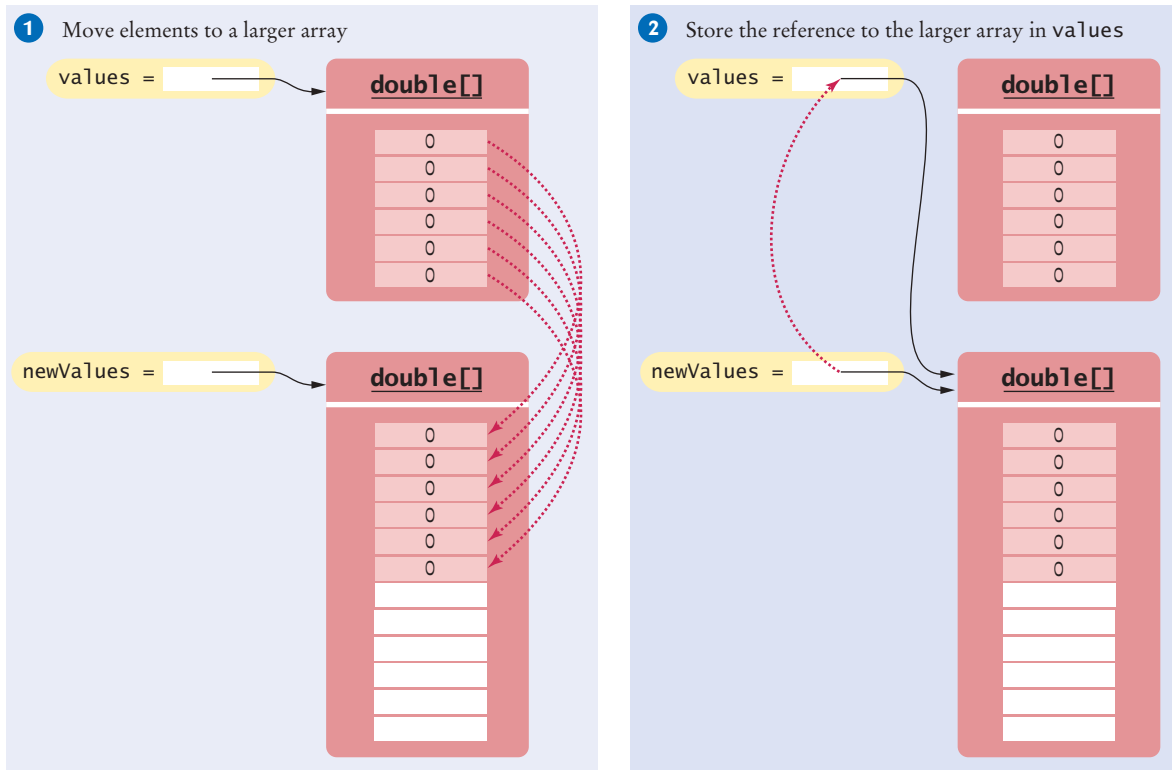 1 Move elements to a larger array
values =
double[]
0
0
0
0
0
0
newValues =
double[]
0
0
0
0
0
0
2 Store the reference to the larger array in values
values =
double[]
0
0
0
0
0
0
newValues =
double[]
0
0
0
0
0
0